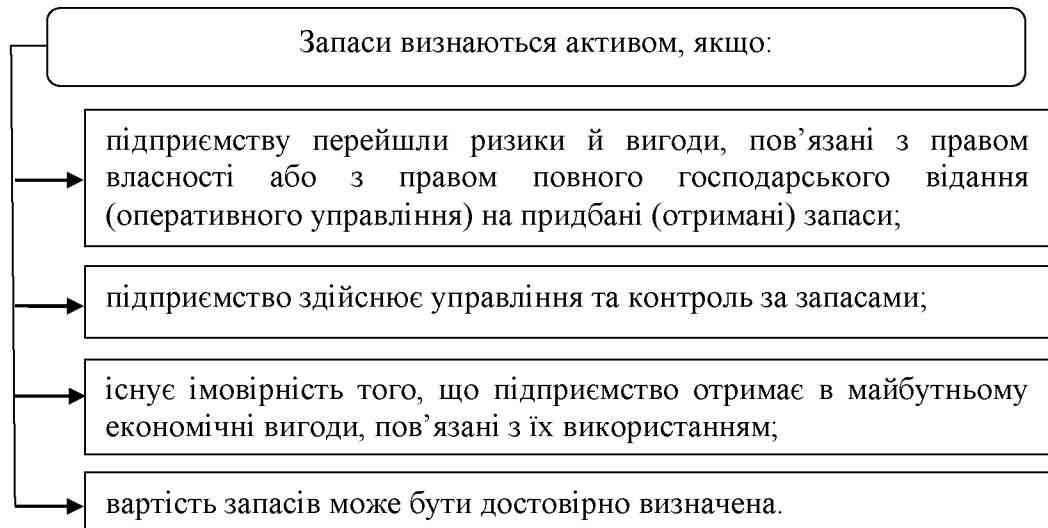 Запаси визнаються активом, якщо:
підприємству перейшли ризики й вигоди, пов’язані з правом
власності або з правом повного господарського відання
(оперативного управління) на придбані (отримані) запаси;
підприємство здійснює управління та контроль за запасами;
існує імовірність того, що підприємство отримає в майбутньому
економічні вигоди, пов’язані з їх використанням;
вартість запасів може бути достовірно визначена.